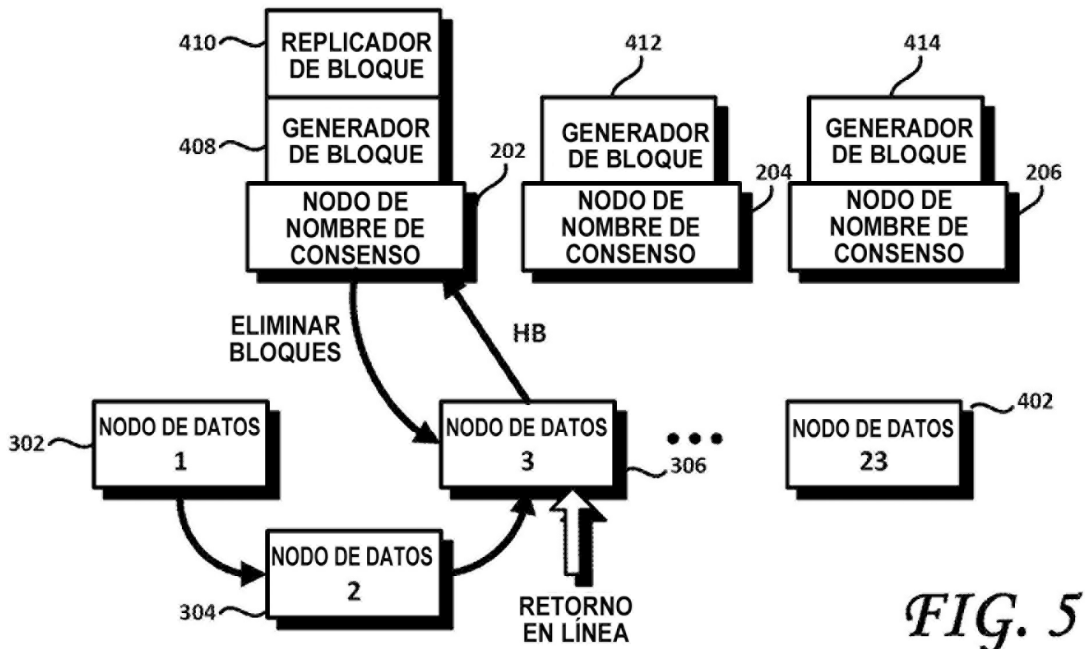 410
REPLICADOR
DE BLOQUE
408
GENERADOR
DE BLOQUE
202
NODO DE
NOMBRE DE
CONSENSO
412
GENERADOR
DE BLOQUE
204
NODO DE
NOMBRE DE
CONSENSO
414
GENERADOR
DE BLOQUE
206
NODO DE
NOMBRE DE
CONSENSO
ELIMINAR
BLOQUES
HB
302
NODO DE DATOS
1
NODO DE DATOS
3
306
NODO DE DATOS
23
402
304
NODO DE DATOS
2
RETORNO
EN LÍNEA
FIG. 5